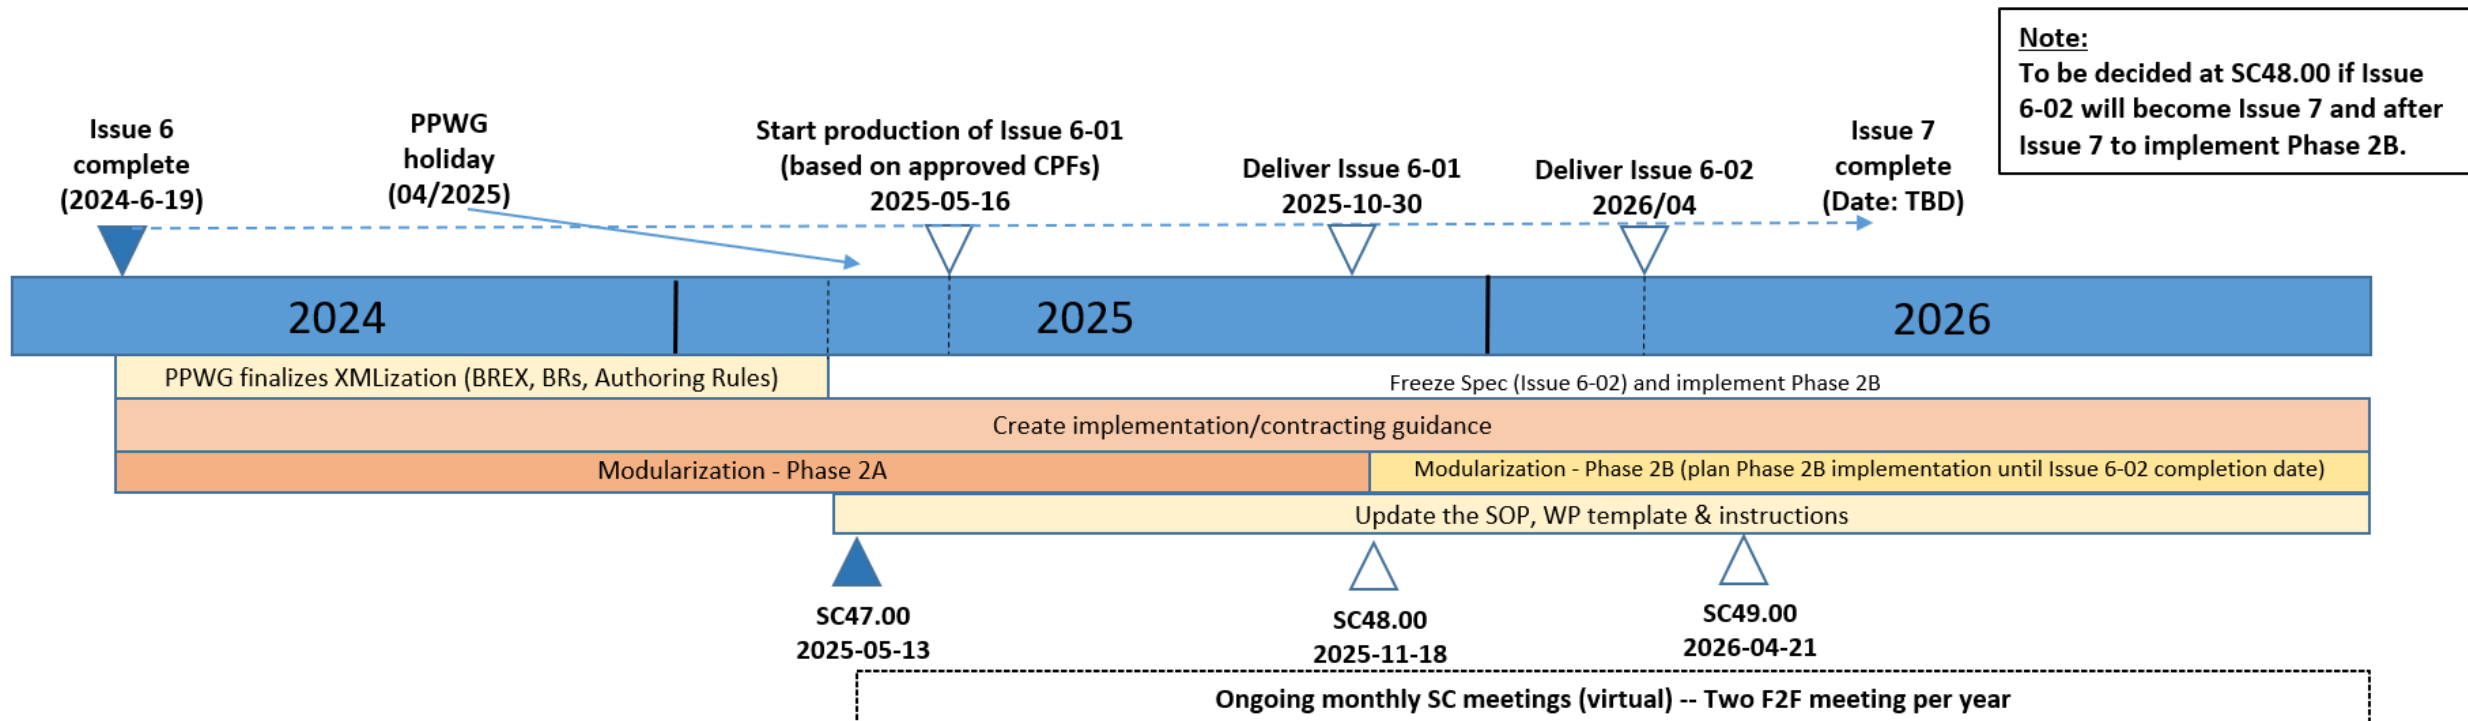 Note:
To be decided at SC48.00 if Issue
6-02 will become Issue 7 and after
Issue 7 to implement Phase 2B.
Issue 6
complete
(2024-6-19)
PPWG
holiday
(04/2025)
Start production of Issue 6-01
(based on approved CPFs)
2025-05-16
Deliver Issue 6-01
2025-10-30
Deliver Issue 6-02
2026/04
Issue 7
complete
(Date: TBD)
2024
2025
2026
PPWG finalizes XMLization (BREX, BRs, Authoring Rules)
Freeze Spec (Issue 6-02) and implement Phase 2B
Create implementation/contracting guidance
Modularization - Phase 2A
Modularization - Phase 2B (plan Phase 2B implementation until Issue 6-02 completion date)
Update the SOP, WP template & instructions
SC47.00
2025-05-13
SC48.00
2025-11-18
SC49.00
2026-04-21
Ongoing monthly SC meetings (virtual) -- Two F2F meeting per year